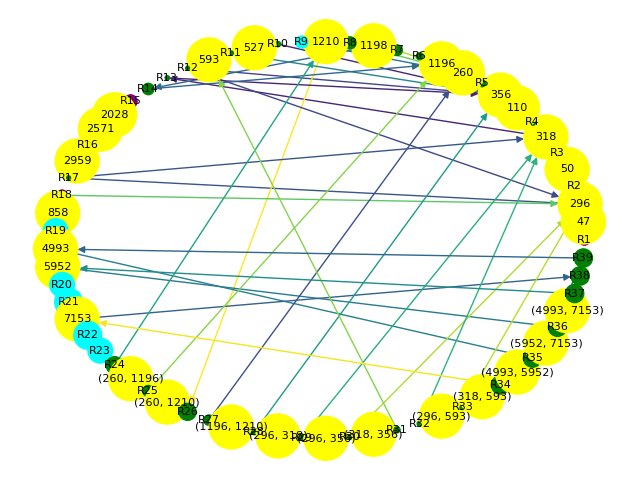 R10 R9 1210 R8 1198 R7
527 R11 R6 1196
593 R12 260
R13 R5 356
R14 110
R15 R4
2028 318
2571 R3
R16 50
2959 R2
R17 296
R18 47
858 R1
R19
4993 R39
5952 R38
R20 R37
R21 (4993, 7153)
7153 R36
R22 (5952, 7153)
R23 R35
R24 (4993, 5952)
(260, 1196) R34
R25 (318, 593)
(260, 1210) R33
R26 (296, 593)
R27 R32
(1196, 1210) R31
R28 (296, 318) R29 (296, 356) R30 (318, 356)